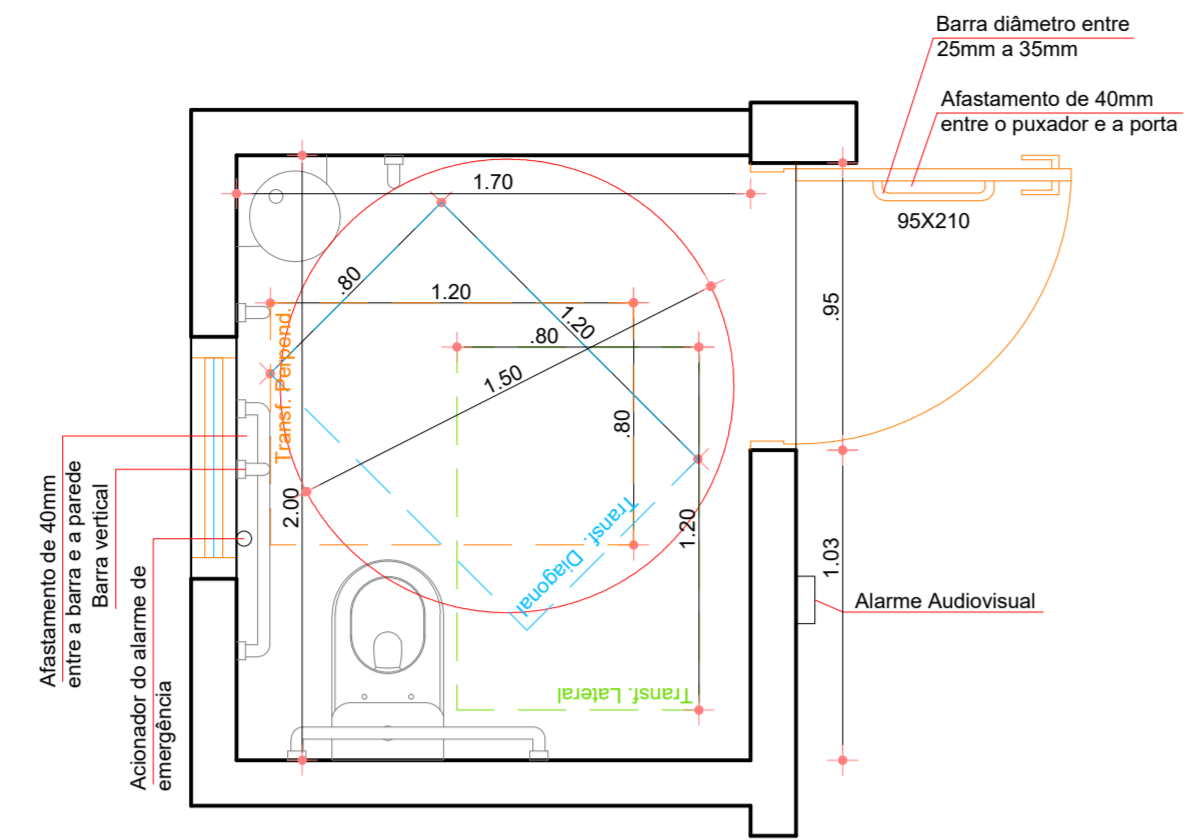 Barra diâmetro entre
25mm a 35mm
Afastamento de 40mm
entre o puxador e a porta
1.70
95X210
.80
1.20
1.20
.80
.95
1.50
Transf. Perpend.
.80
2.00
1.20
Transf. Diagonal
1.03
Afastamento de 40mm
entre a barra e a parede
Barra vertical
Acionador do alarme de
emergência
Alarme Audiovisual
Transf. Lateral